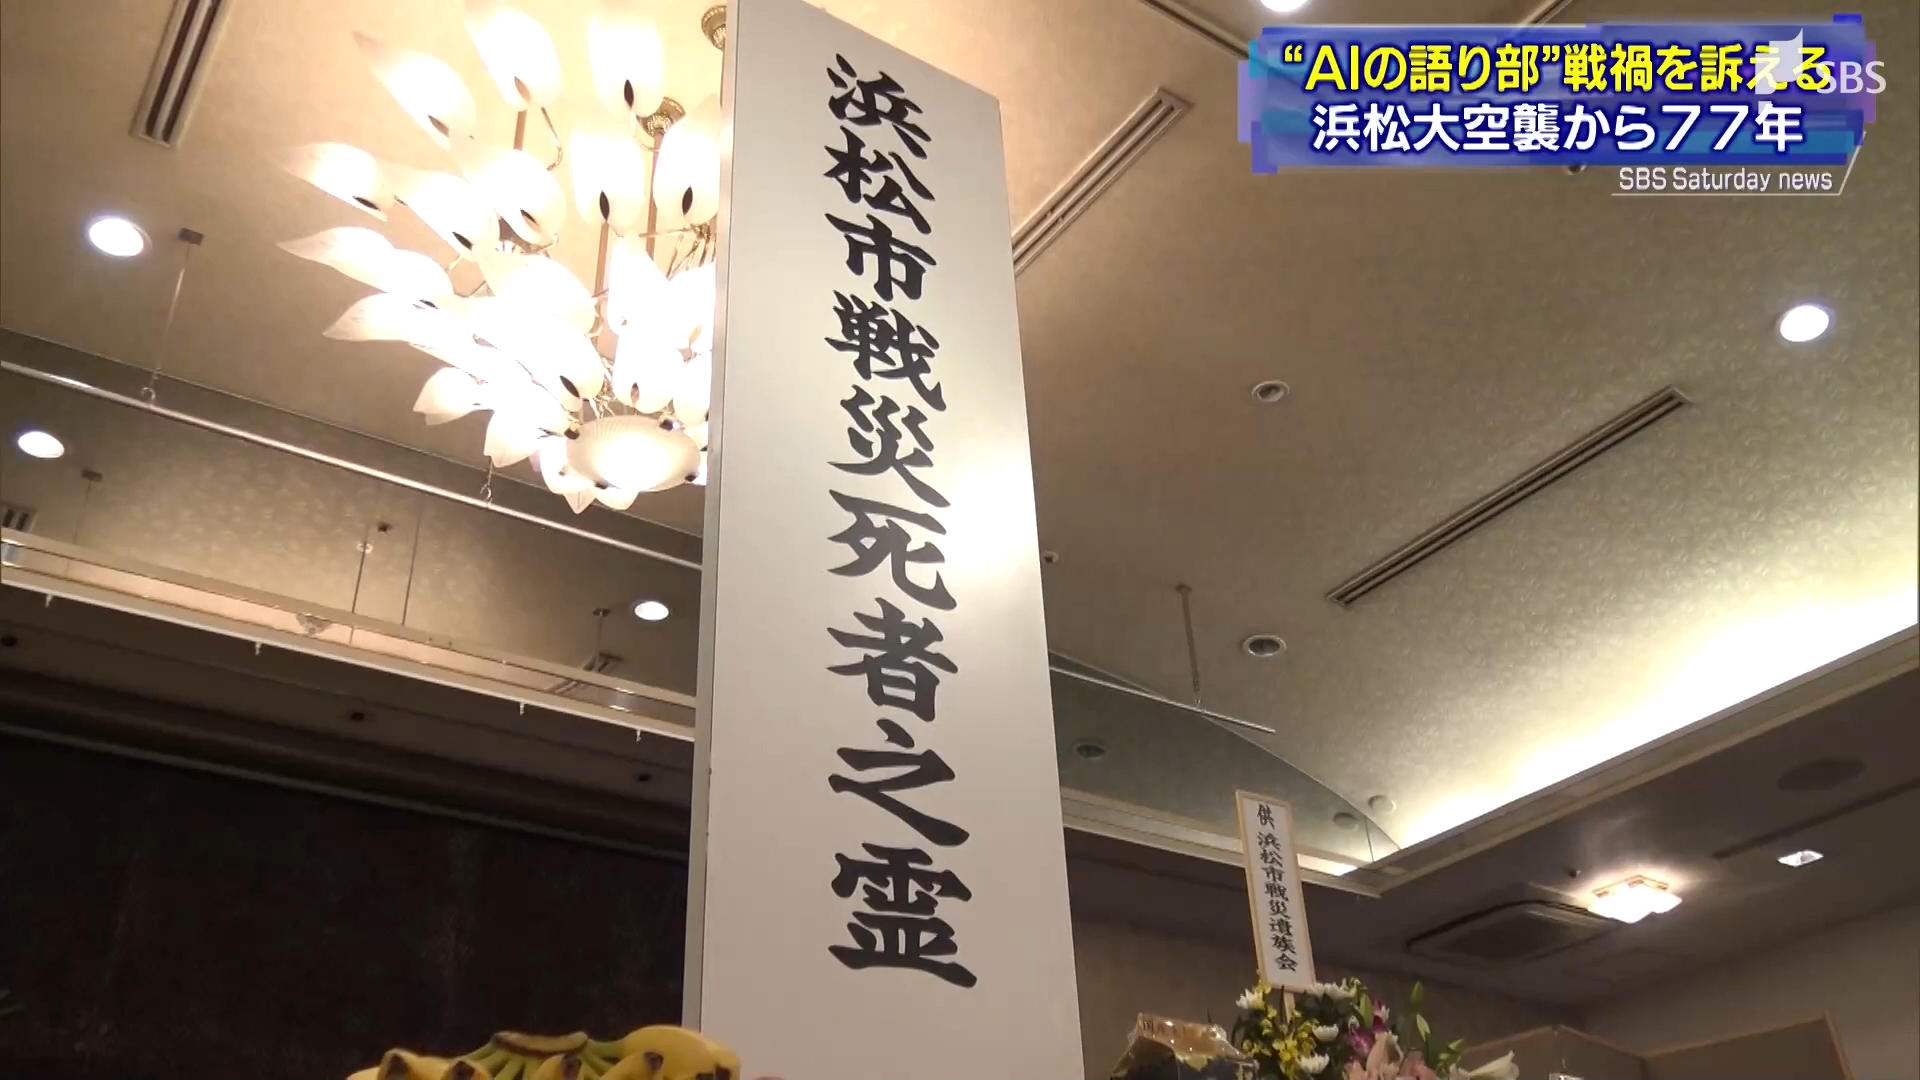 “AIの語り部”戦禍を訴える
SBS
浜松大空襲から77年
SBS Saturday news
浜松市戦災死者之霊
供 浜松市戦災遺族会